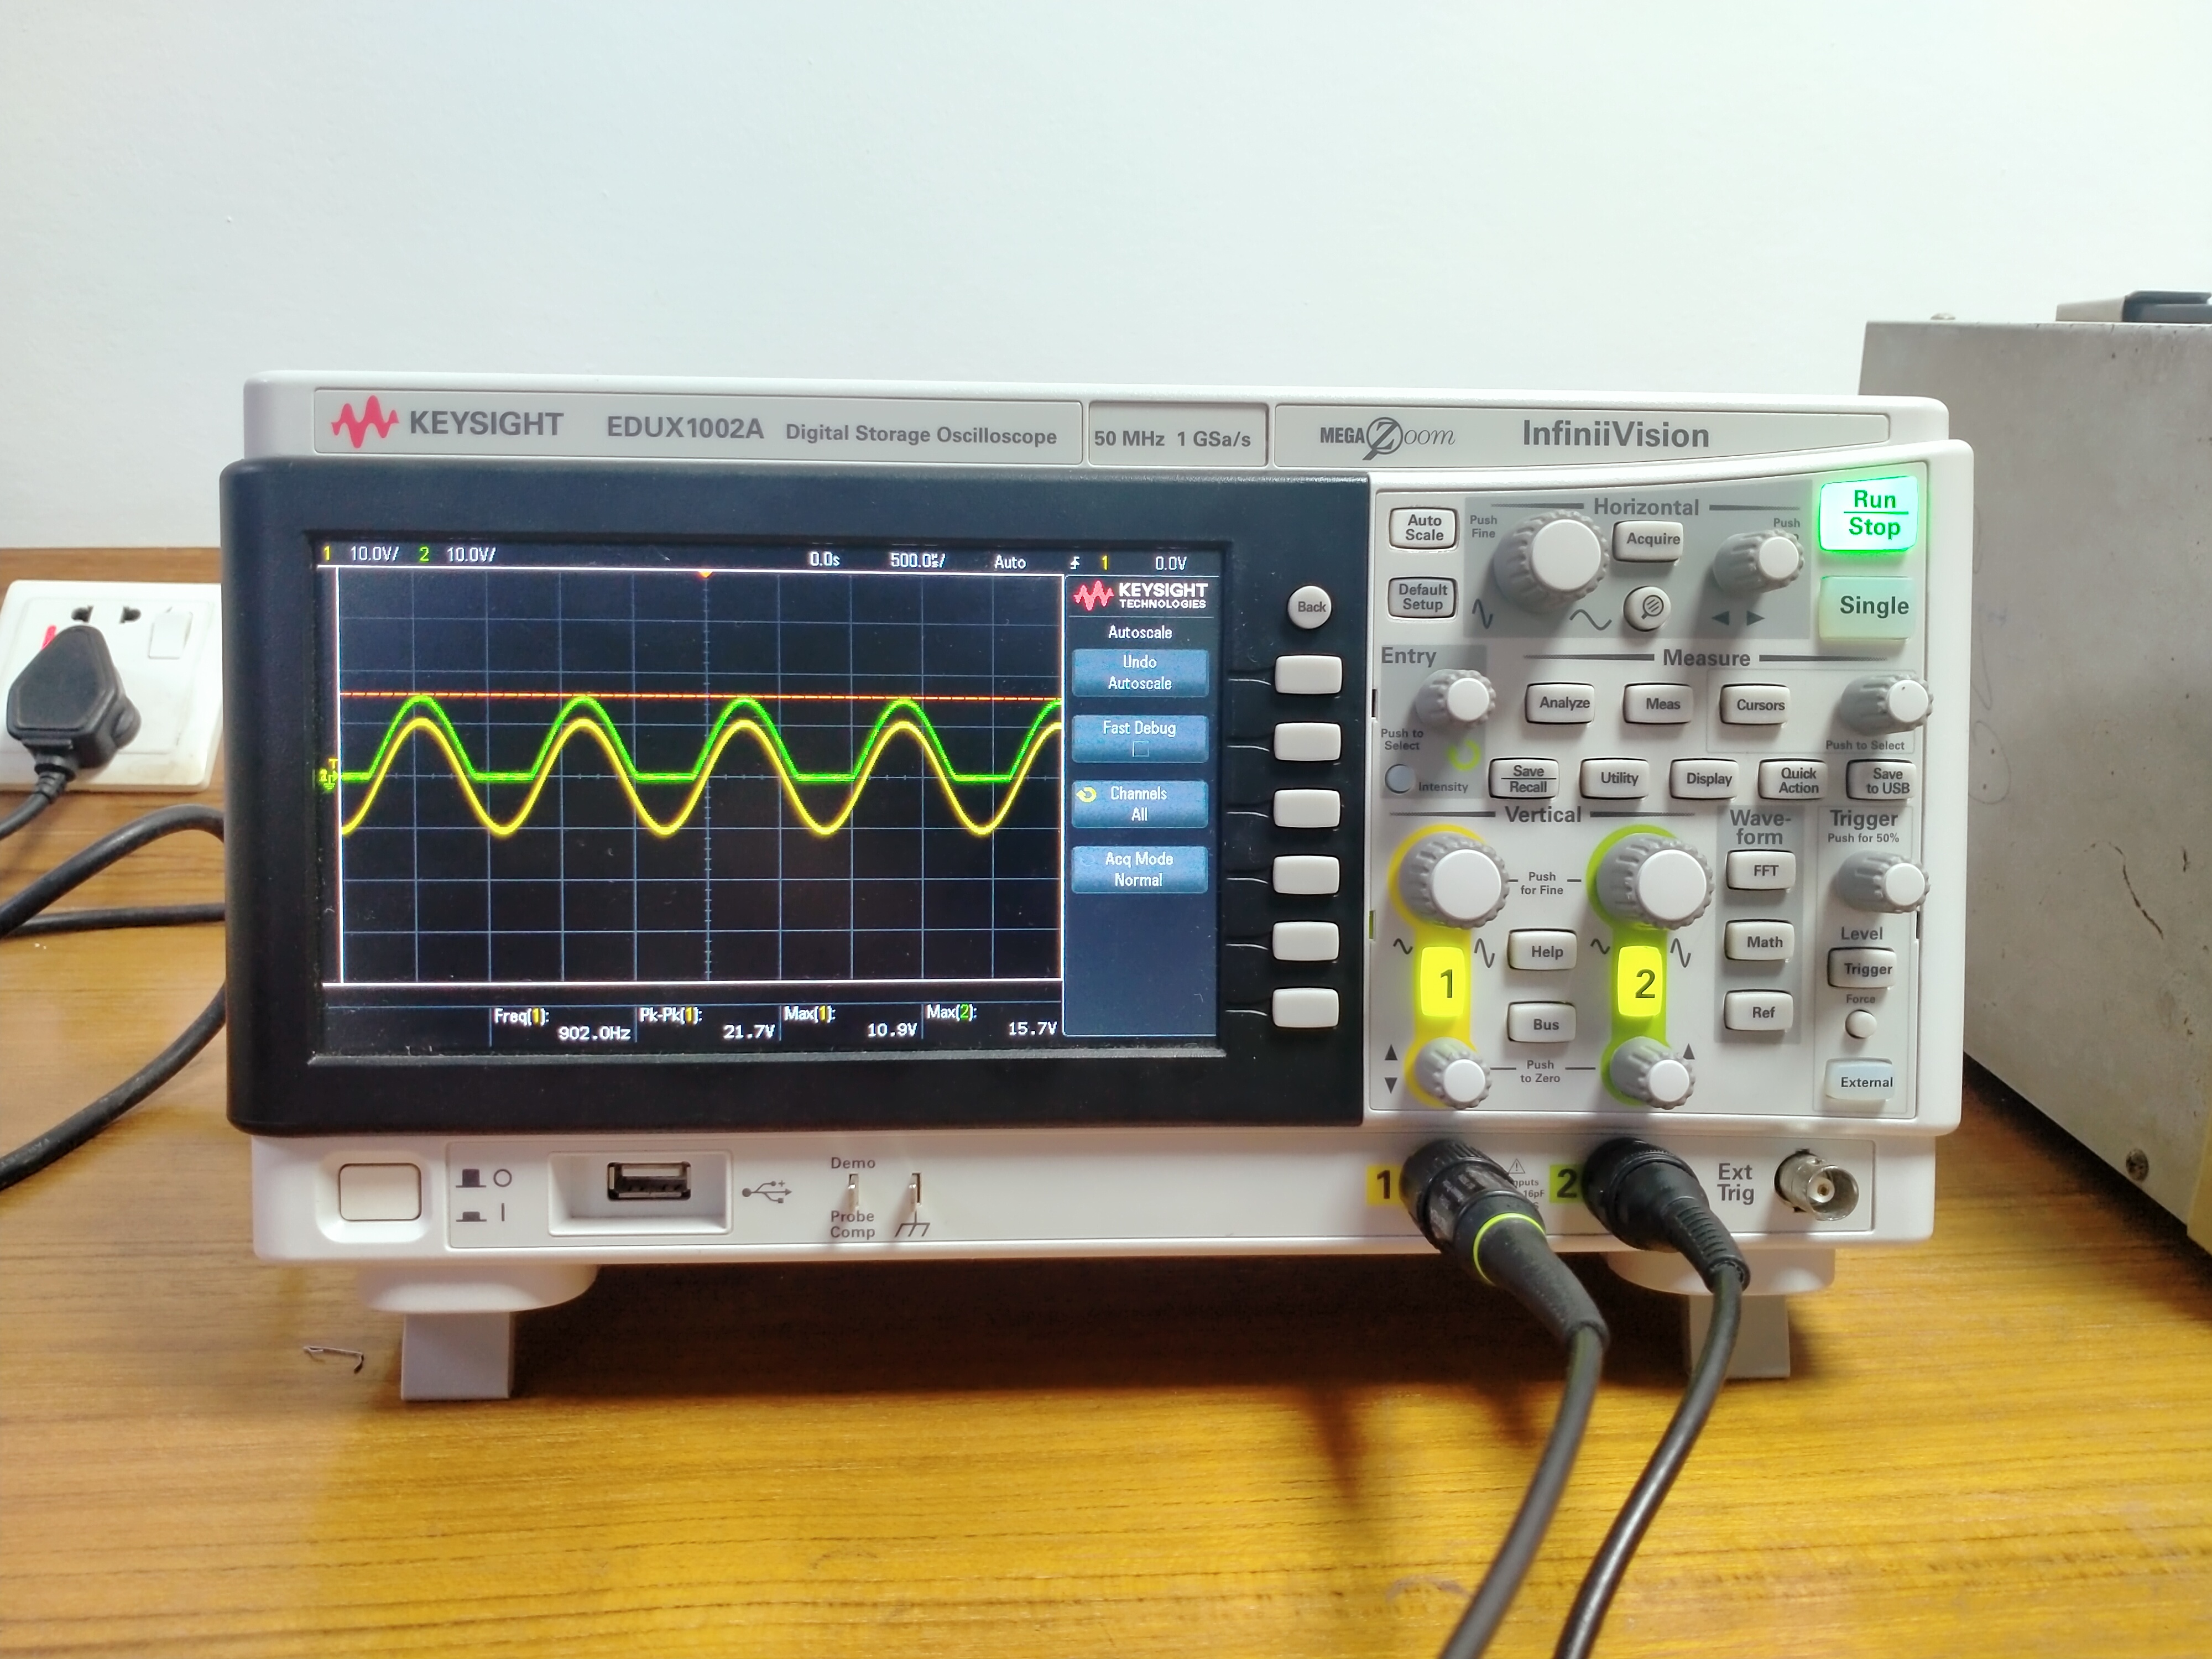 KEYSIGHT EDUX1002A Digital Storage Oscilloscope 50 MHz 1 GSa/s MEGA Zoom InfiniiVision
1 10.0V/ 2 10.0V/ 0.0s 500.0us/ Auto 1 0.0V
KEYSIGHT
TECHNOLOGIES
Autoscale
Undo
Autoscale
Fast Debug
Channels
All
Acq Mode
Normal
Freq(1): Pk-Pk(1): Max(1): Max(2):
902.0Hz 21.7V 10.9V 15.7V
Back
Horizontal
Auto
Scale
Push
Fine
Acquire
Push
Run
Stop
Default
Setup
Single
Entry
Measure
Analyze Meas Cursors
Push to
Select
Push to Select
Intensity
Save
Recall
Utility
Display
Quick
Action
Save
to USB
Vertical
Wave-
form
Trigger
Push for 50%
Push
for Fine
FFT
Math
Ref
Level
Trigger
Force
External
1 Help 2
Bus
Push
to Zero
Demo
Probe
Comp
1 2
Ext
Trig